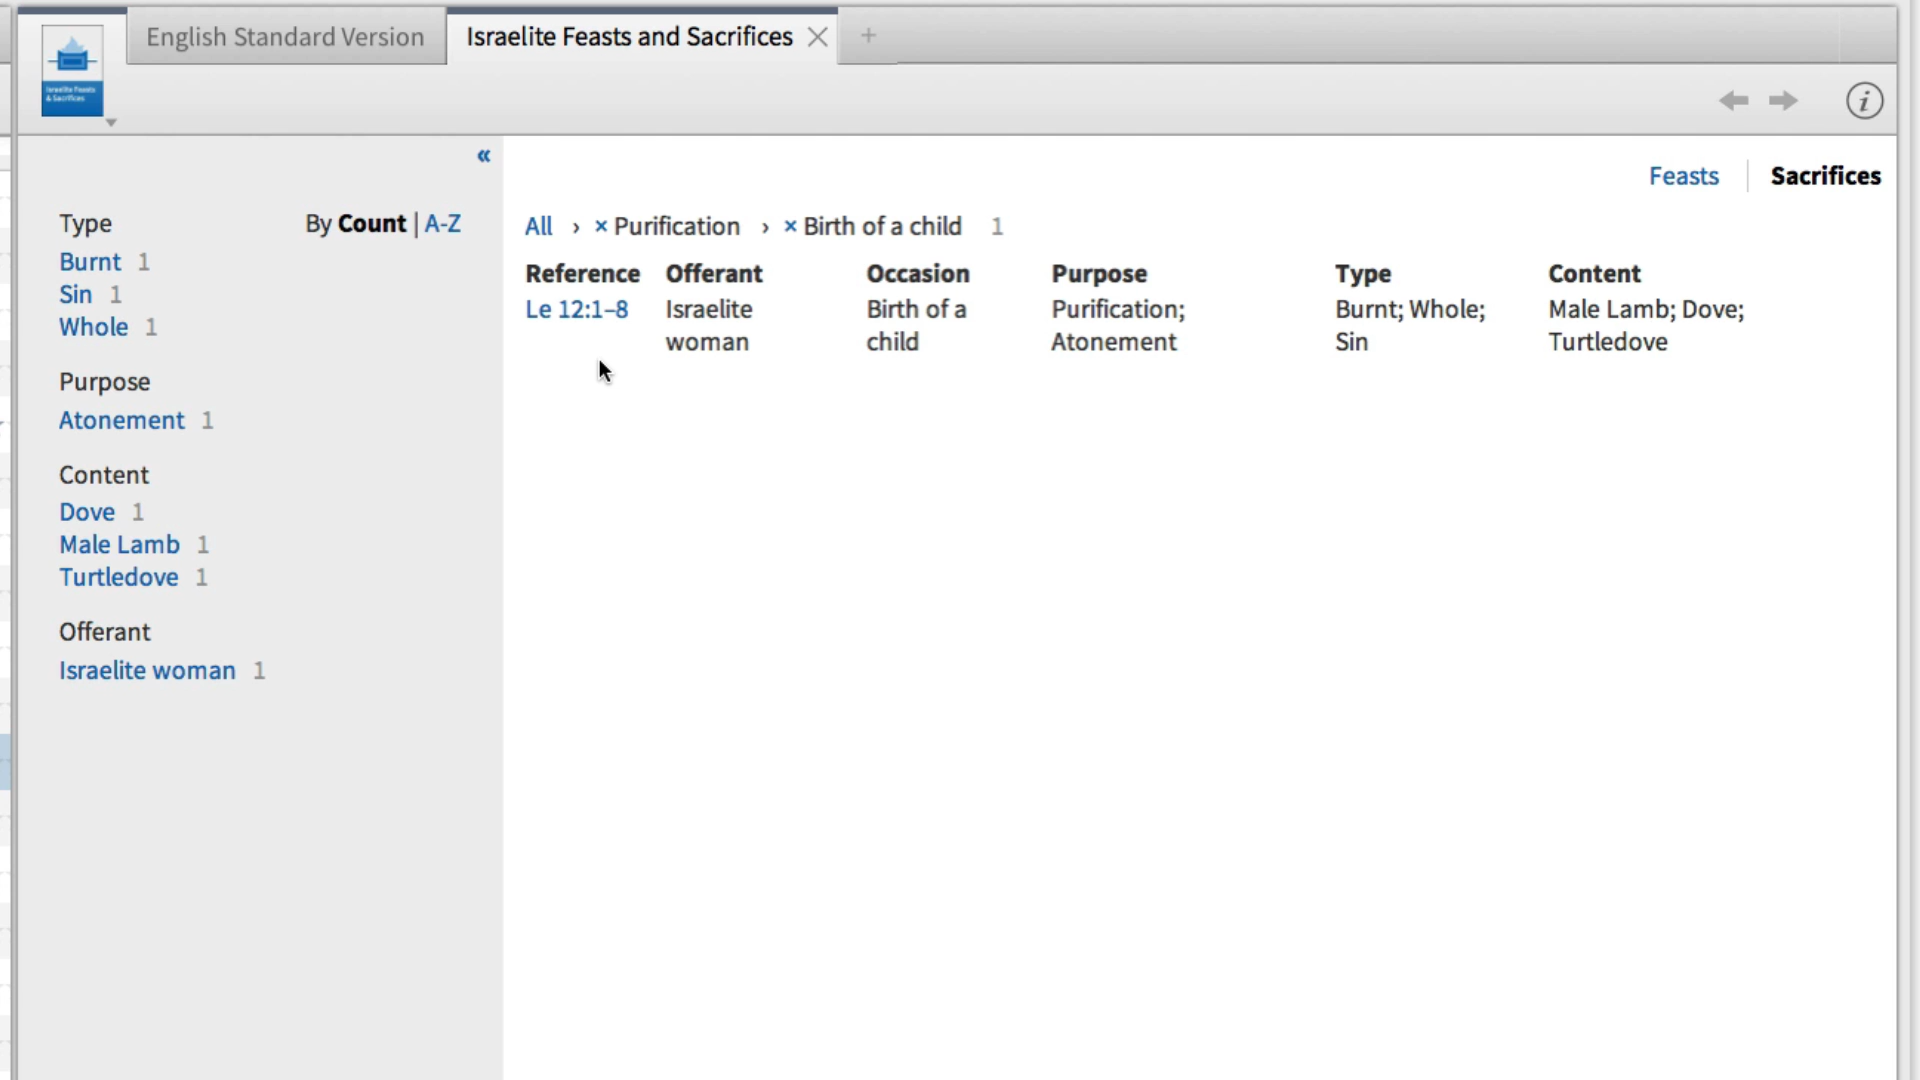 English Standard Version
Israelite Feasts and Sacrifices
Israelite Feasts
& Sacrifices
«
Feasts | Sacrifices
Type By Count | A-Z
Burnt 1
Sin 1
Whole 1
Purpose
Atonement 1
Content
Dove 1
Male Lamb 1
Turtledove 1
Offerant
Israelite woman 1
All › × Purification › × Birth of a child 1
Reference Offerant Occasion Purpose Type Content
Le 12:1–8 Israelite Birth of a Purification; Burnt; Whole; Male Lamb; Dove;
woman child Atonement Sin Turtledove